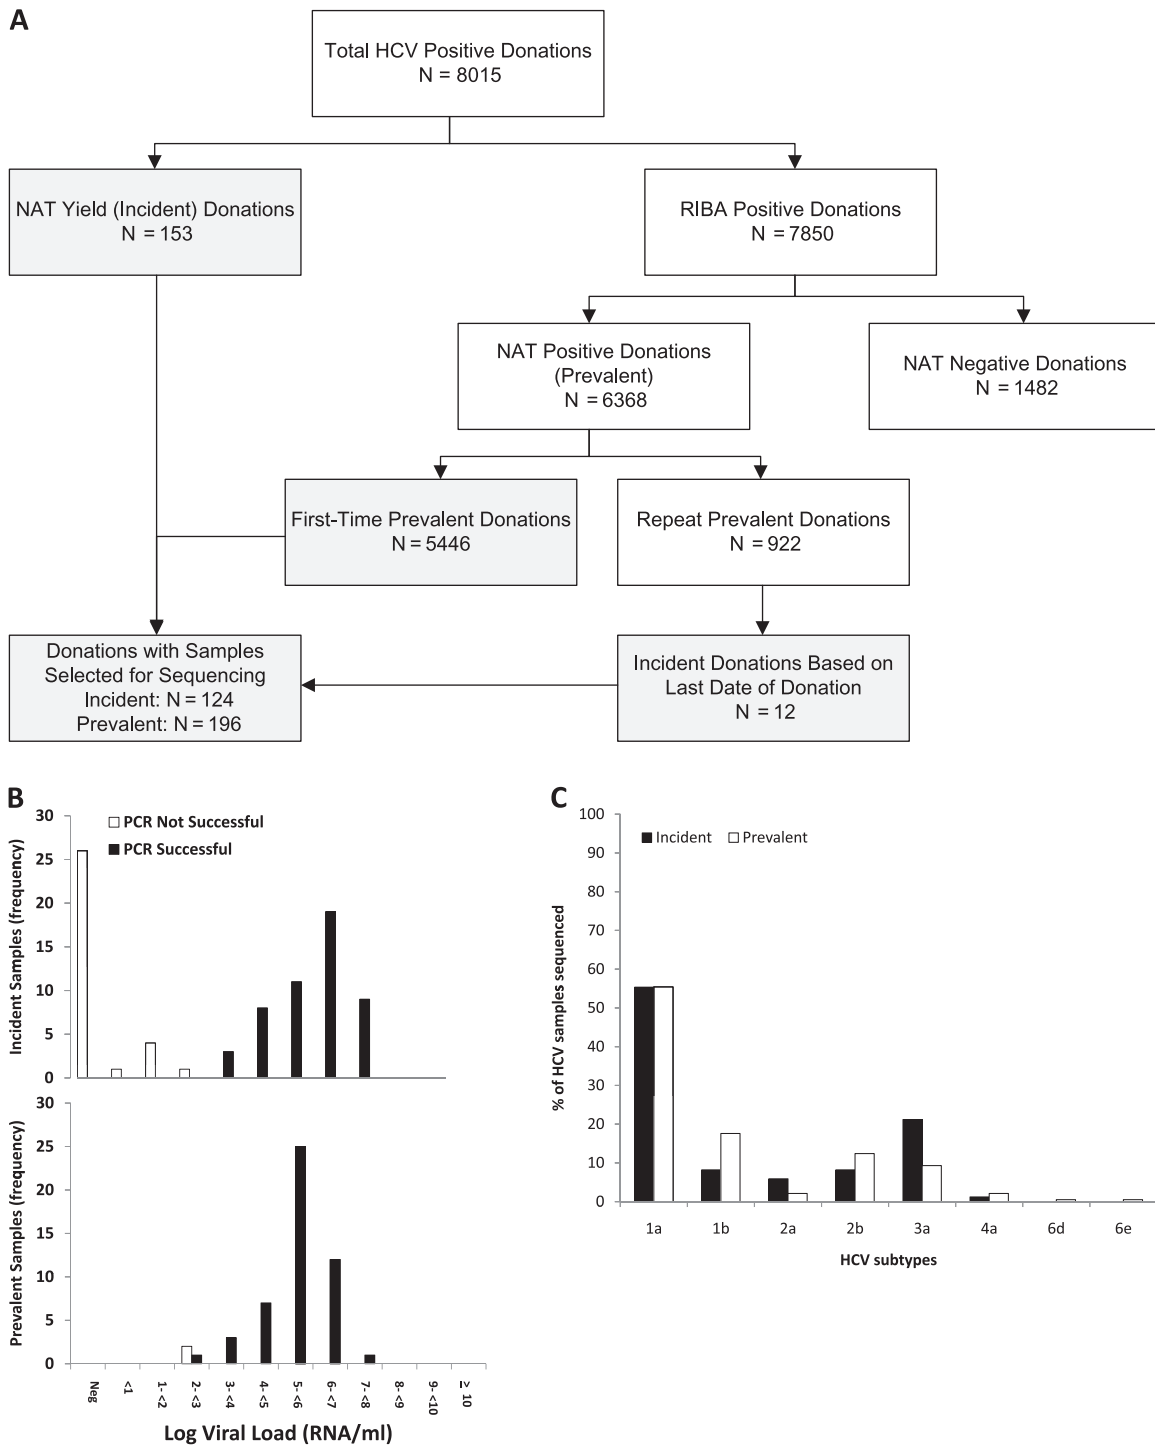 A
Total HCV Positive Donations
N = 8015
NAT Yield (Incident) Donations
N = 153
RIBA Positive Donations
N = 7850
NAT Positive Donations
(Prevalent)
N = 6368
NAT Negative Donations
N = 1482
First-Time Prevalent Donations
N = 5446
Repeat Prevalent Donations
N = 922
Donations with Samples
Selected for Sequencing
Incident: N = 124
Prevalent: N = 196
Incident Donations Based on
Last Date of Donation
N = 12
B
PCR Not Successful
PCR Successful
Incident Samples (frequency)
30
25
20
15
10
5
0
Prevalent Samples (frequency)
30
25
20
15
10
5
0
Neg
<1
1- <2
2- <3
3- <4
4- <5
5- <6
6- <7
7- <8
8- <9
9- <10
≥ 10
Log Viral Load (RNA/ml)
C
Incident
Prevalent
% of HCV samples sequenced
100
90
80
70
60
50
40
30
20
10
0
1a
1b
2a
2b
3a
4a
6d
6e
HCV subtypes